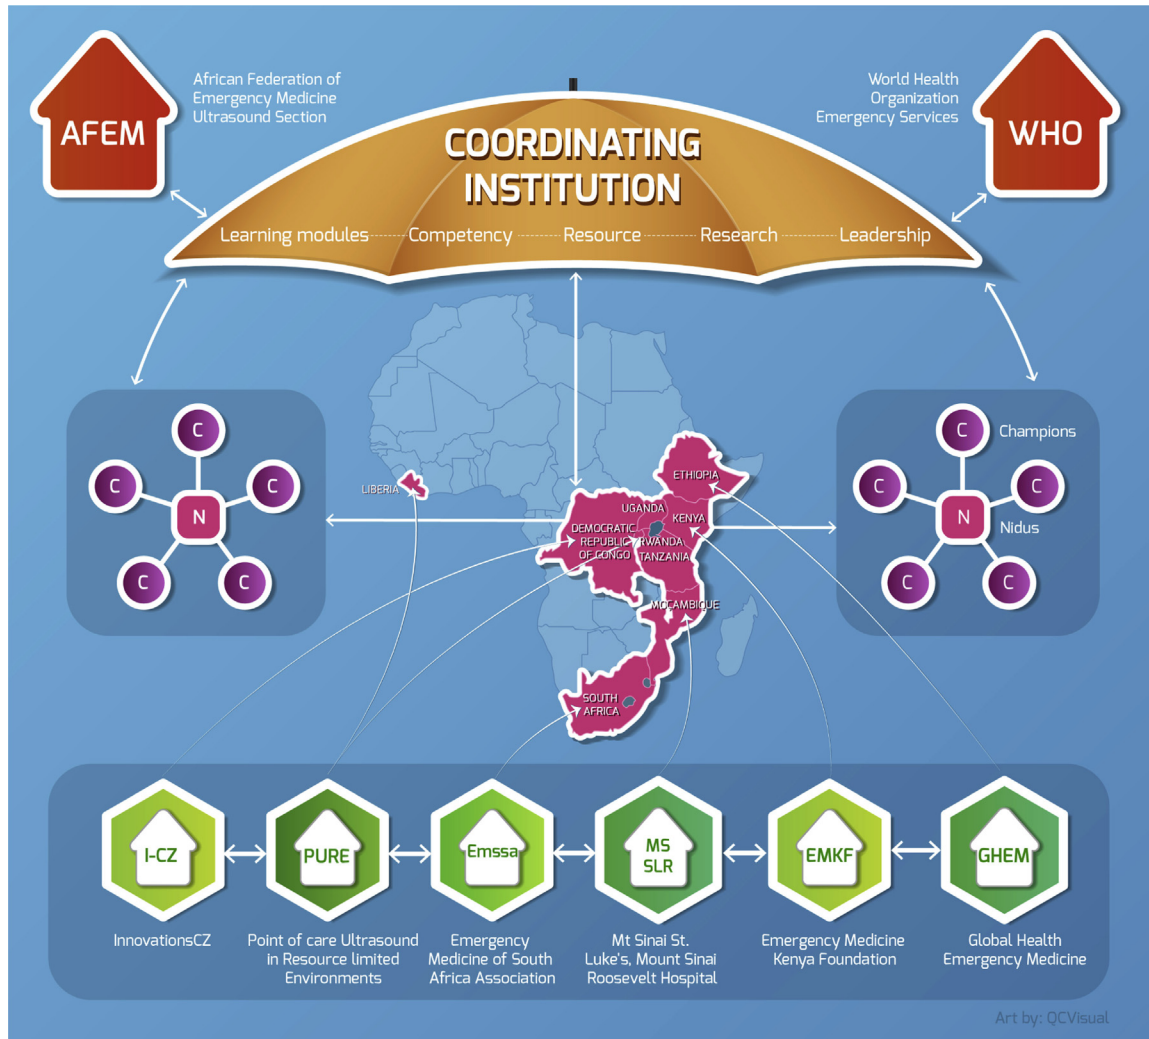 AFEM
African Federation of
Emergency Medicine
Ultrasound Section
COORDINATING
INSTITUTION
World Health
Organization
Emergency Services
WHO
Learning modules Competency Resource Research Leadership
C
C
C
N
C
C
LIBERIA
ETHIOPIA
UGANDA
KENYA
DEMOCRATIC
REPUBLIC
OF CONGO
RWANDA
TANZANIA
MOCAMBIQUE
SOUTH
AFRICA
C
Champions
C
C
N
Nidus
C
C
I-CZ
PURE
Emssa
MS
SLR
EMKF
GHEM
InnovationsCZ
Point of care Ultrasound
in Resource limited
Environments
Emergency
Medicine of South
Africa Association
Mt Sinai St.
Luke's, Mount Sinai
Roosevelt Hospital
Emergency Medicine
Kenya Foundation
Global Health
Emergency Medicine
Art by: QCVisual